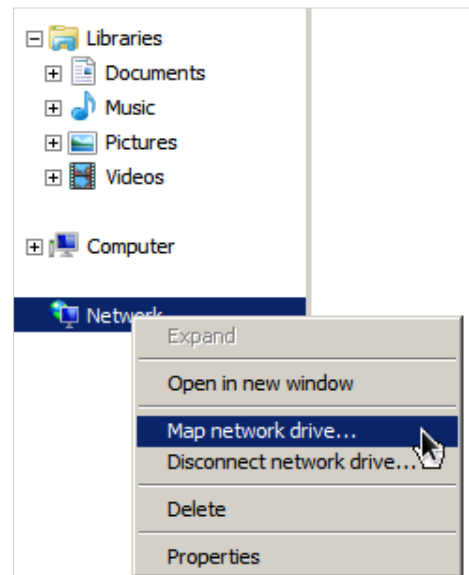 Libraries
Documents
Music
Pictures
Videos
Computer
Network
Expand
Open in new window
Map network drive...
Disconnect network drive...
Delete
Properties